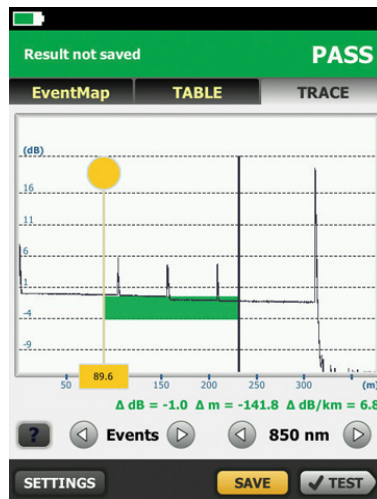 Result not saved PASS
EventMap TABLE TRACE
(dB)
16
11
6
1
-4
-9
50 89.6 150 200 250 300 (m)
Δ dB = -1.0 Δ m = -141.8 Δ dB/km = 6.8
? Events 850 nm
SETTINGS SAVE TEST